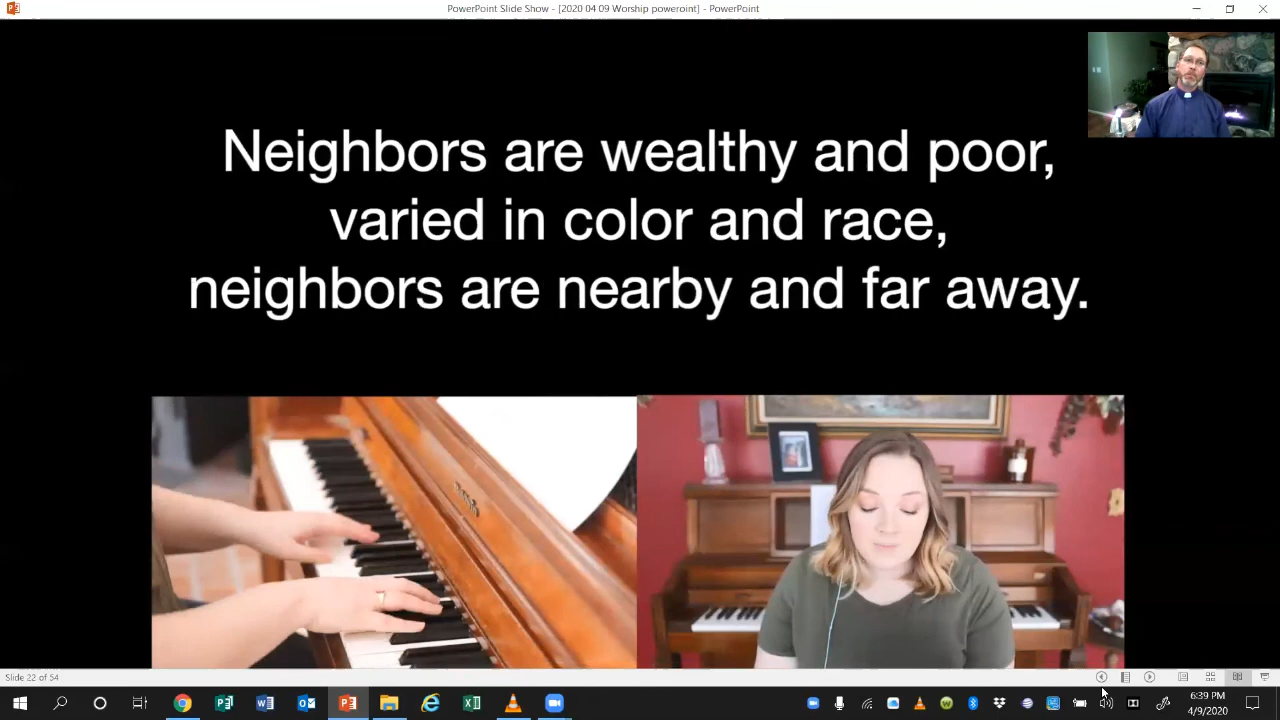 PowerPoint Slide Show - [2020 04 09 Worship poweroint] - PowerPoint
Neighbors are wealthy and poor,
varied in color and race,
neighbors are nearby and far away.
Slide 22 of 54
6:39 PM
4/9/2020